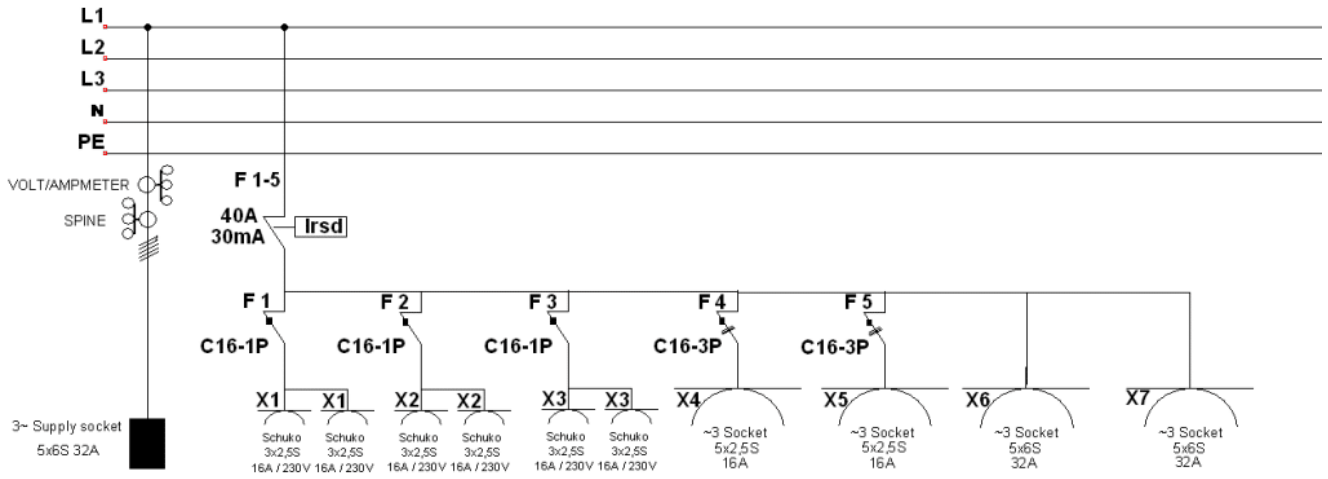 L1
L2
L3
N
PE
VOLT/AMPMETER
SPINE
F 1-5
40A
30mA
Irsd
F 1
F 2
F 3
F 4
F 5
C16-1P
C16-1P
C16-1P
C16-3P
C16-3P
X1
X1
X2
X2
X3
X3
X4
X5
X6
X7
3~ Supply socket
5x6S 32A
Schuko
3x2,5S
16A / 230V
Schuko
3x2,5S
16A / 230V
Schuko
3x2,5S
16A / 230V
Schuko
3x2,5S
16A / 230V
Schuko
3x2,5S
16A / 230V
Schuko
3x2,5S
16A / 230V
~3 Socket
5x2,5S
16A
~3 Socket
5x2,5S
16A
~3 Socket
5x6S
32A
~3 Socket
5x6S
32A